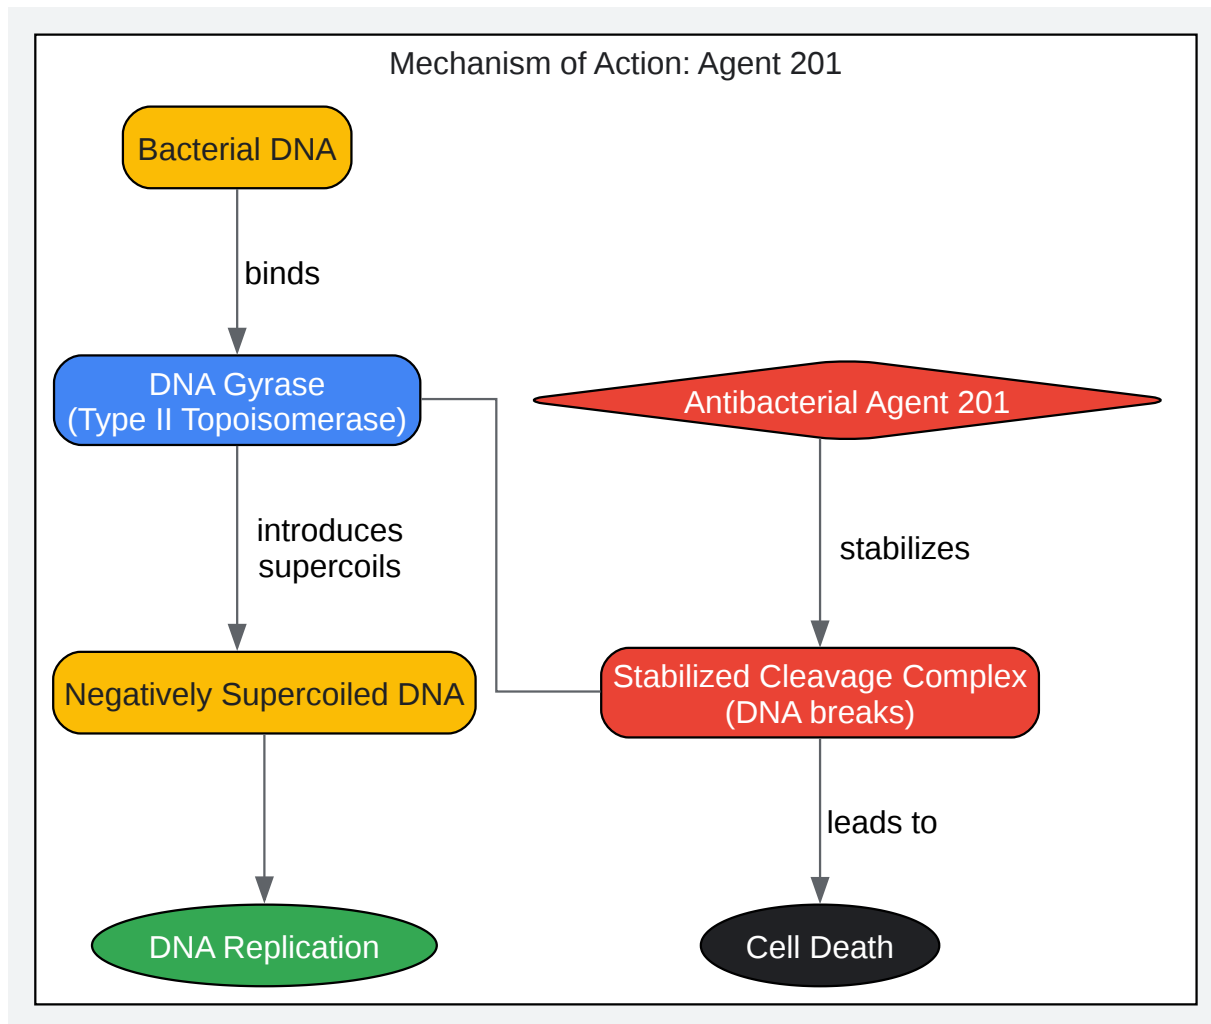 Mechanism of Action: Agent 201
Bacterial DNA
binds
DNA Gyrase
(Type II Topoisomerase)
Antibacterial Agent 201
introduces
supercoils
stabilizes
Negatively Supercoiled DNA
Stabilized Cleavage Complex
(DNA breaks)
leads to
DNA Replication
Cell Death